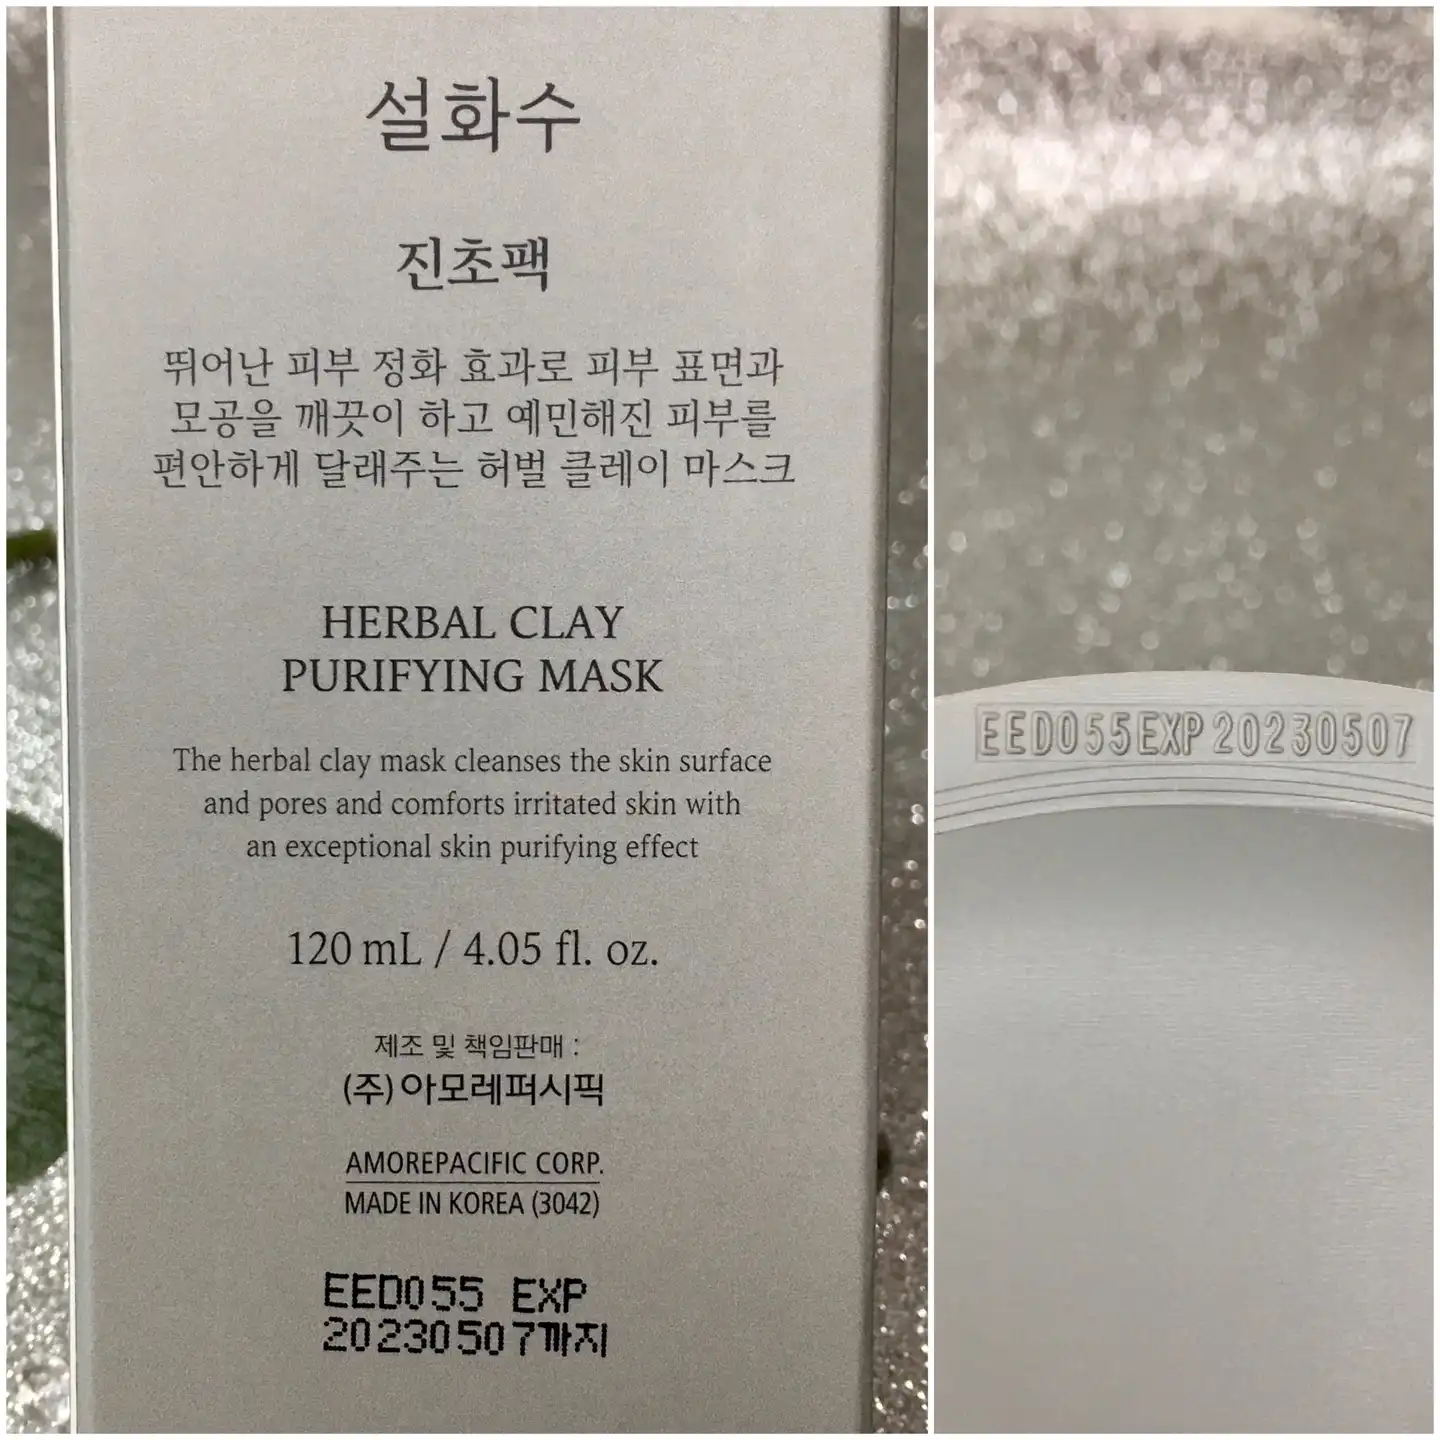 설화수
진초팩
뛰어난 피부 정화 효과로 피부 표면과
모공을 깨끗이 하고 예민해진 피부를
편안하게 달래주는 허벌 클레이 마스크
HERBAL CLAY
PURIFYING MASK
The herbal clay mask cleanses the skin surface
and pores and comforts irritated skin with
an exceptional skin purifying effect
120 mL / 4.05 fl. oz.
제조 및 책임판매 :
(주)아모레퍼시픽
AMOREPACIFIC CORP.
MADE IN KOREA (3042)
EED055 EXP
20230507까지
EED055EXP20230507